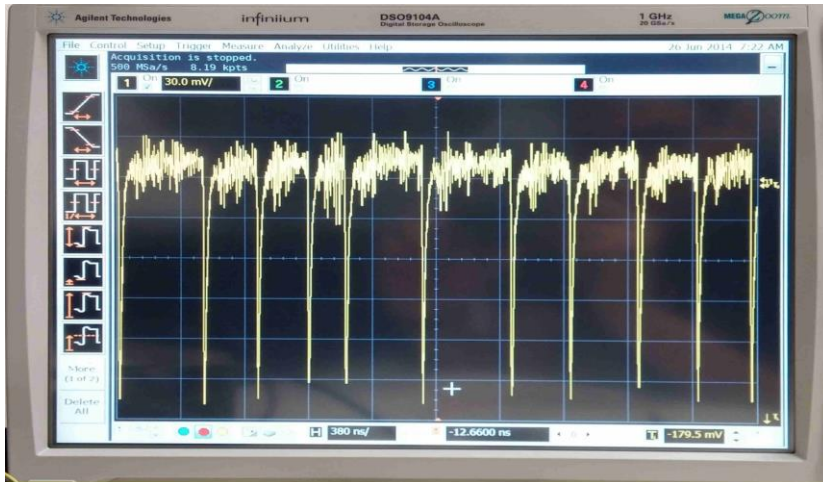 Agilent Technologies
infiniium
DSO9104A
Digital Storage Oscilloscope
1 GHz
20 GSa/s
MEGA Zoom
File Control Setup Trigger Measure Analyze Utilities Help
26 Jun 2014 7:22 AM
Acquisition is stopped.
500 MSa/s 8.19 kpts
1 On 30.0 mV/ 2 On 3 On 4 On
More
(1 of 2)
Delete
All
H 380 ns/ -12.6600 ns T -179.5 mV